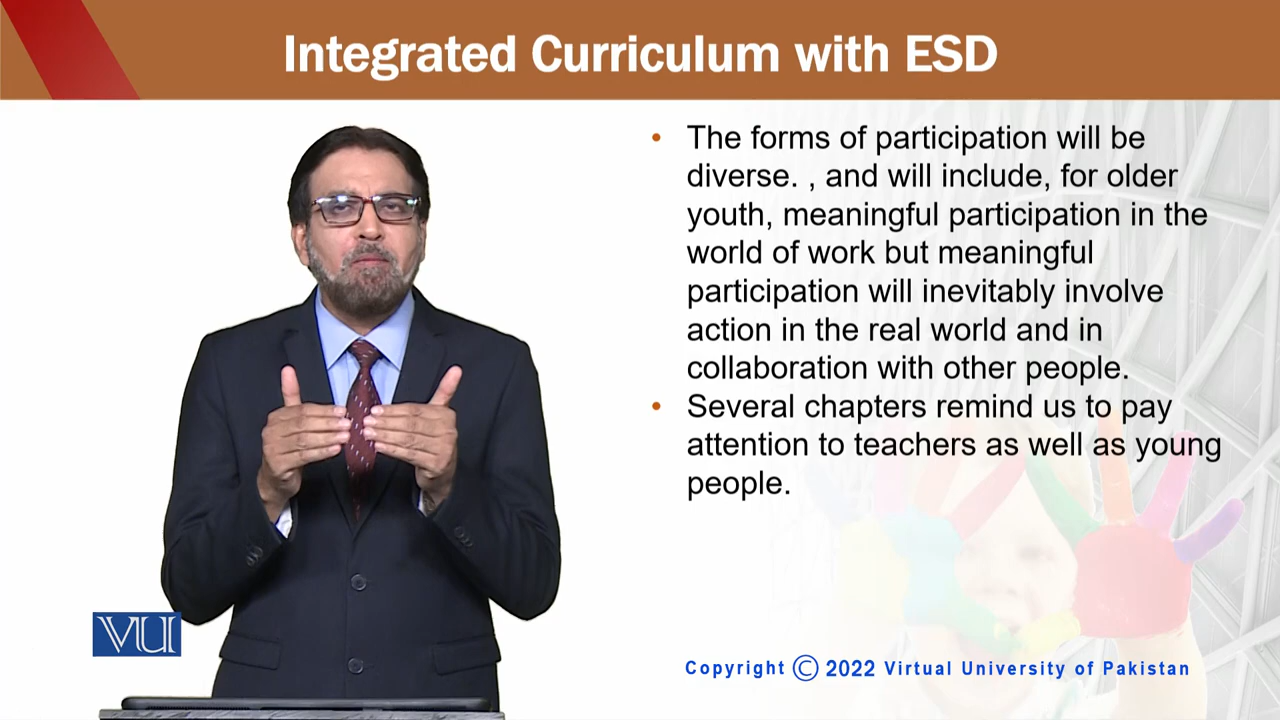 Integrated Curriculum with ESD
• The forms of participation will be
diverse. , and will include, for older
youth, meaningful participation in the
world of work but meaningful
participation will inevitably involve
action in the real world and in
collaboration with other people.
• Several chapters remind us to pay
attention to teachers as well as young
people.
VU
Copyright © 2022 Virtual University of Pakistan